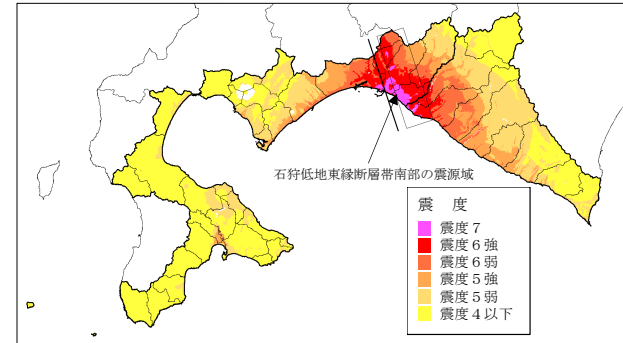 石狩低地東縁断層帯南部の震源域
震　度
震度７
震度６強
震度６弱
震度５強
震度５弱
震度４以下